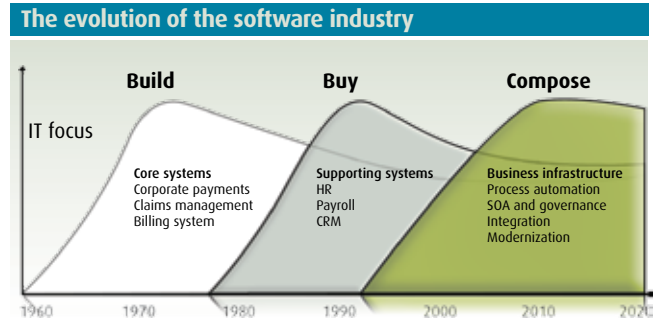 The evolution of the software industry
Build
Buy
Compose
IT focus
Core systems
Corporate payments
Claims management
Billing system
Supporting systems
HR
Payroll
CRM
Business infrastructure
Process automation
SOA and governance
Integration
Modernization
1960 1970 1980 1990 2000 2010 2020